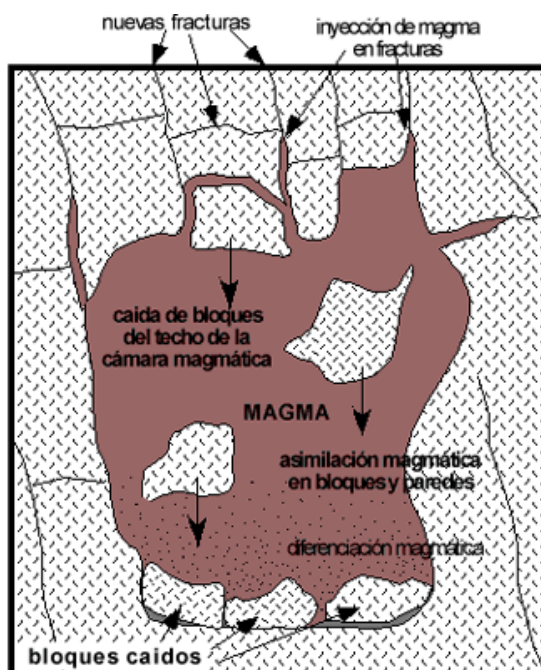 nuevas fracturas
inyección de magma
en fracturas
caida de bloques
del techo de la
cámara magmática
MAGMA
asimilación magmática
en bloques y paredes
diferenciación magmática
bloques caidos